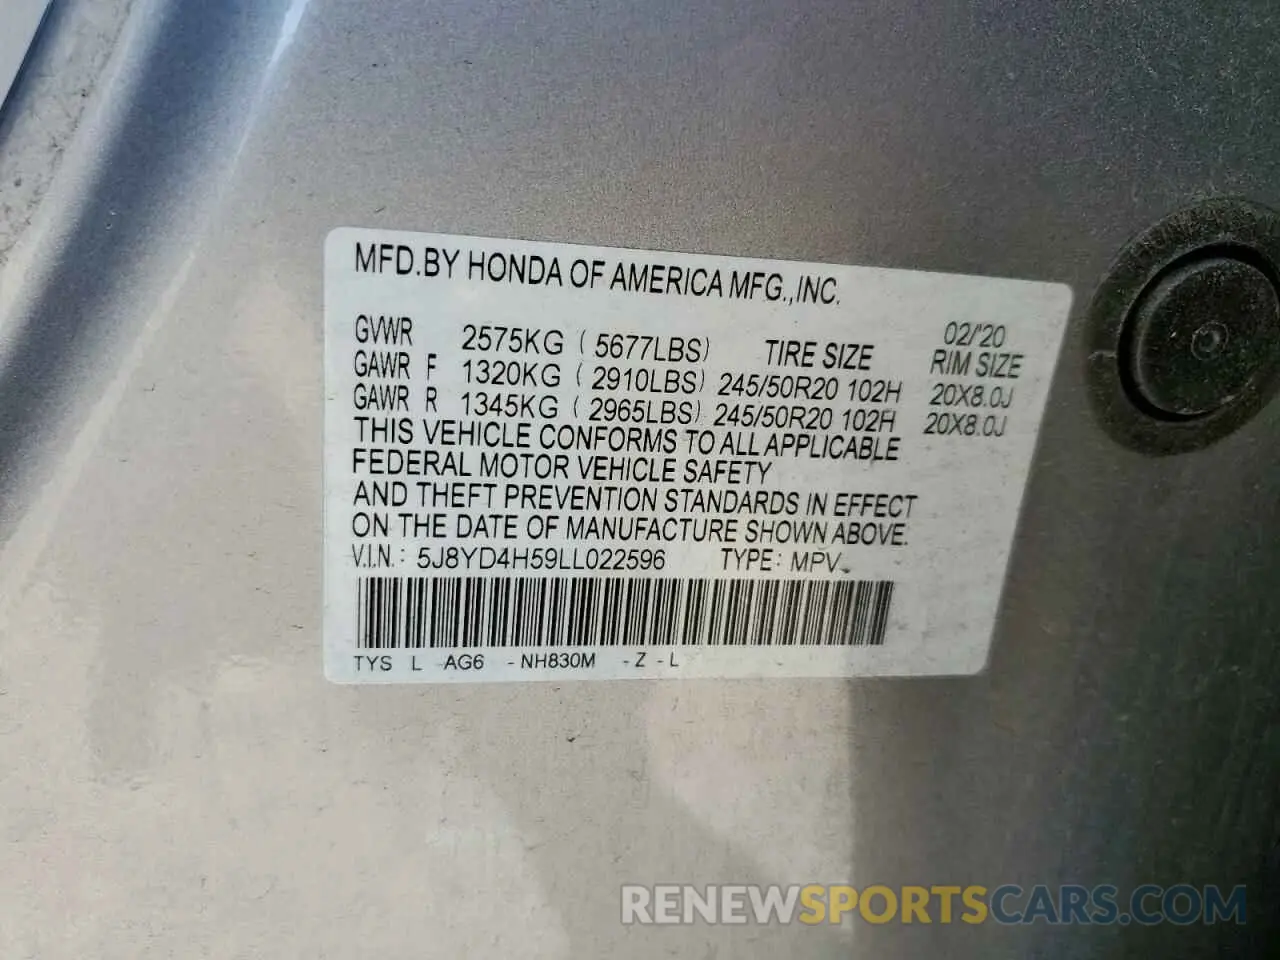 MFD.BY HONDA OF AMERICA MFG.,INC.
02/'20
GVWR 2575KG ( 5677LBS) TIRE SIZE RIM SIZE
GAWR F 1320KG ( 2910LBS) 245/50R20 102H 20X8.0J
GAWR R 1345KG ( 2965LBS) 245/50R20 102H 20X8.0J
THIS VEHICLE CONFORMS TO ALL APPLICABLE
FEDERAL MOTOR VEHICLE SAFETY
AND THEFT PREVENTION STANDARDS IN EFFECT
ON THE DATE OF MANUFACTURE SHOWN ABOVE.
V.I.N.: 5J8YD4H59LL022596 TYPE: MPV
TYS L AG6 -NH830M -Z -L
RENEWSPORTSCARS.COM